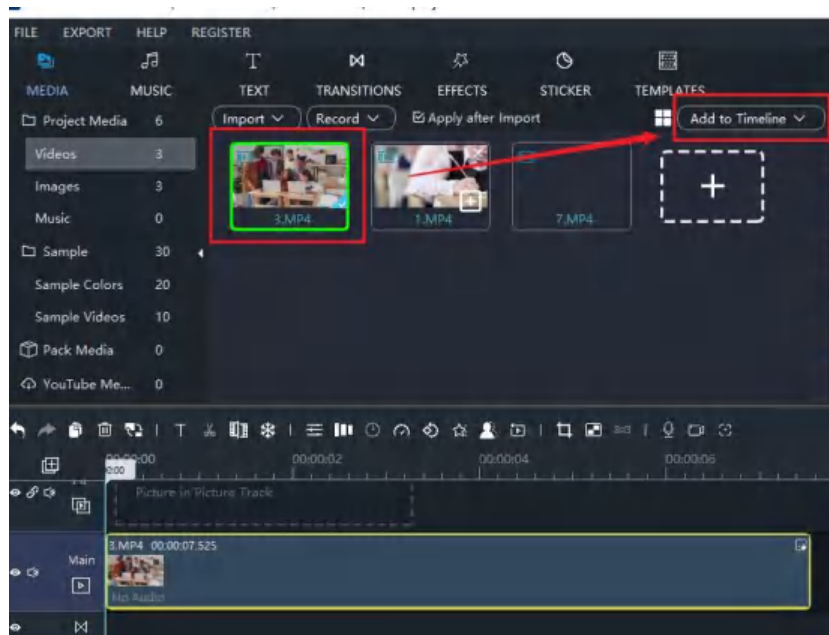 FILE EXPORT HELP REGISTER
MEDIA MUSIC TEXT TRANSITIONS EFFECTS STICKER TEMPLATES
Project Media 6
Import Record Apply after Import Add to Timeline
Videos 3
Images 3
Music 0
3.MP4 1.MP4 7.MP4
Sample 30
Sample Colors 20
Sample Videos 10
Pack Media 0
YouTube Me... 0
00:00:02 00:00:04 00:00:06
Picture in Picture Track
3.MP4 00:00:07.525
Main
No Audio